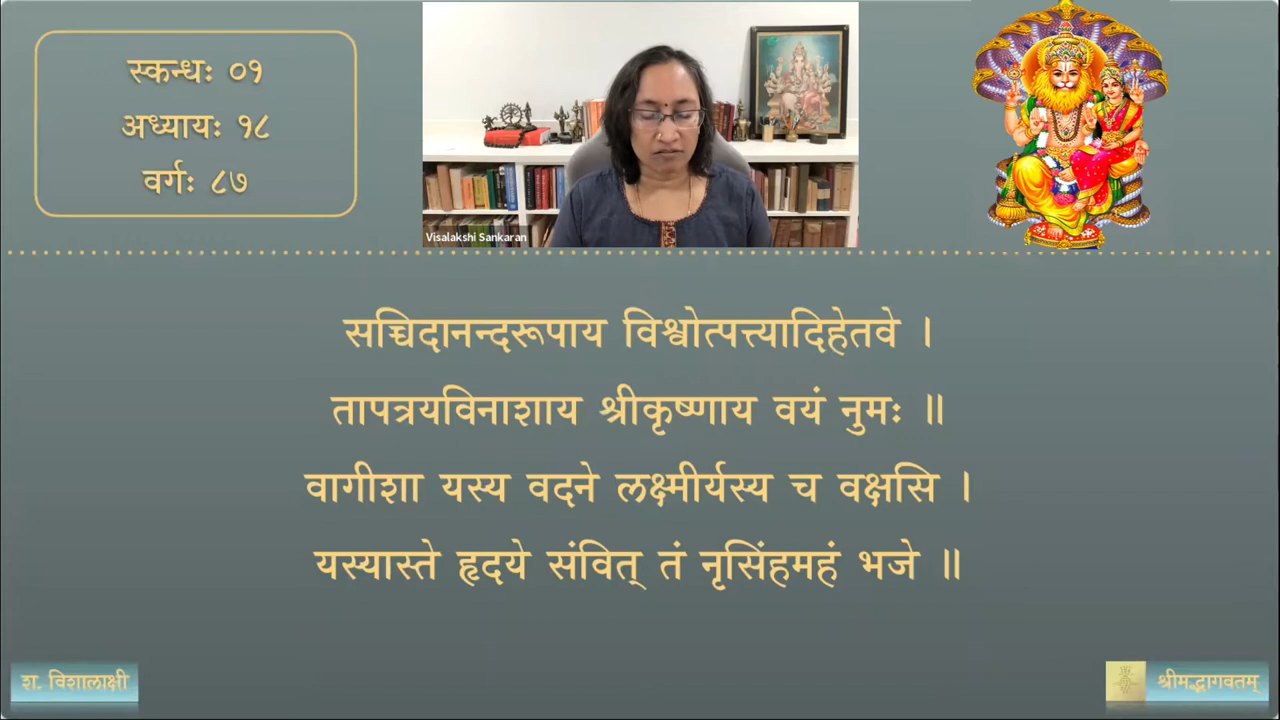 स्कन्धः ०१
अध्यायः १८
वर्गः ८७
Visalakshi Sankaran
सच्चिदानन्दरूपाय विश्वोत्पत्त्यादिहेतवे ।
तापत्रयविनाशाय श्रीकृष्णाय वयं नुमः ॥
वागीशा यस्य वदने लक्ष्मीर्यस्य च वक्षसि ।
यस्यास्ते हृदये संवित् तं नृसिंहमहं भजे ॥
श. विशालाक्षी
श्रीमद्भागवतम्